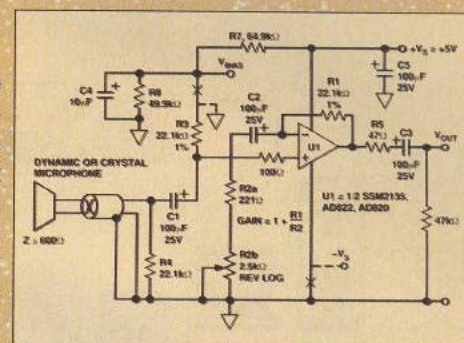 R7, 64.9kΩ
+Vs = +5V
VBIAS
C4
10µF
R6
49.9kΩ
C5
100µF
25V
R3
22.1kΩ
1%
C2
100µF
25V
R1
22.1kΩ
1%
U1
R5
47Ω
C3
100µF
25V
VOUT
DYNAMIC OR CRYSTAL
MICROPHONE
100Ω
C1
100µF
25V
R2a
221Ω
U1 = 1/2 SSM2135,
AD822, AD820
GAIN = 1 + R1
R2
R4
22.1kΩ
R2b
2.5kΩ
REV LOG
-Vs
47kΩ